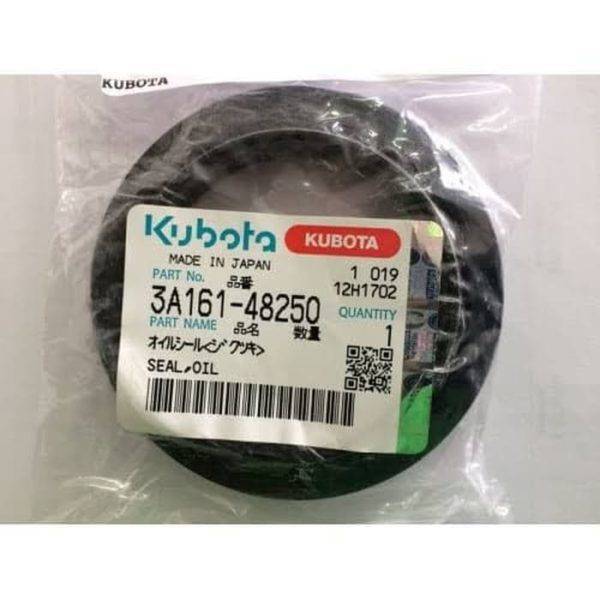 KUBOTA
Kubota KUBOTA
MADE IN JAPAN 1 019
PART No. 品番 12H1702
3A161-48250 QUANTITY
PART NAME 品名 数量 1
オイルシール<ジクツキ>
SEAL,OIL